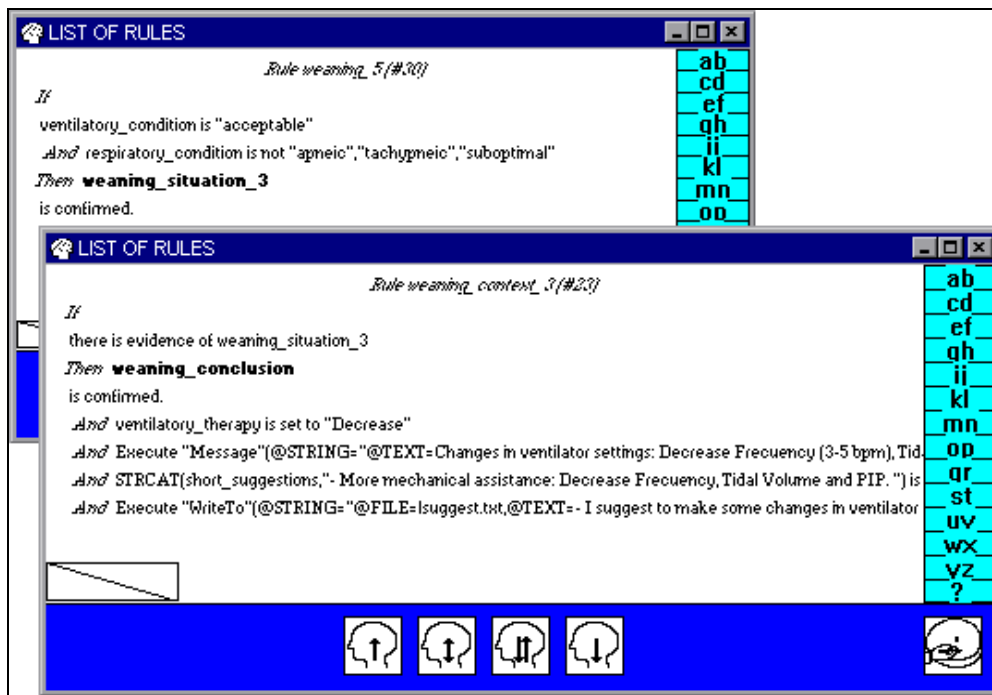 LIST OF RULES
Rule weaning_5 (#30)
If
ventilatory_condition is "acceptable"
And respiratory_condition is not "apneic","tachypneic","suboptimal"
Then weaning_situation_3
is confirmed.
ab
cd
ef
gh
ij
kl
mn
op
LIST OF RULES
Rule weaning_context_3 (#23)
If
there is evidence of weaning_situation_3
Then weaning_conclusion
is confirmed.
And ventilatory_therapy is set to "Decrease"
And Execute "Message"(@STRING="@TEXT=Changes in ventilator settings: Decrease Frecuency (3-5 bpm), Tid.
And STRCAT(short_suggestions,"- More mechanical assistance: Decrease Frecuency, Tidal Volume and PIP. ") is
And Execute "WriteTo"(@STRING="@FILE=lsuggest.txt,@TEXT=- I suggest to make some changes in ventilator
ab
cd
ef
gh
ij
kl
mn
op
qr
st
uv
wx
yz
?